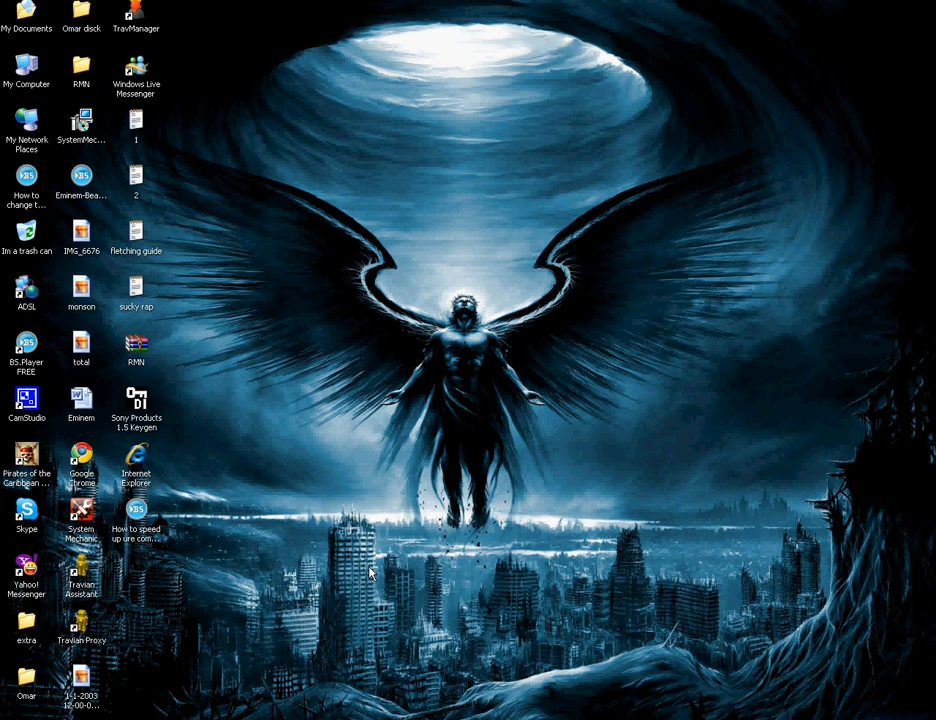 My Documents
Omar disck
TravManager
My Computer
RMN
Windows Live
Messenger
My Network
Places
SystemMec...
1
How to
change t...
Eminem-Bea...
2
Im a trash can
IMG_6676
fletching guide
ADSL
monson
sucky rap
BS.Player
FREE
total
RMN
CamStudio
Eminem
Sony Products
1.5 Keygen
Pirates of the
Caribbean ...
Google
Chrome
Internet
Explorer
Skype
System
Mechanic
How to speed
up ure com...
Yahoo!
Messenger
Travian
Assistant
extra
Travian Proxy
Omar
1-1-2003
12-00-0...